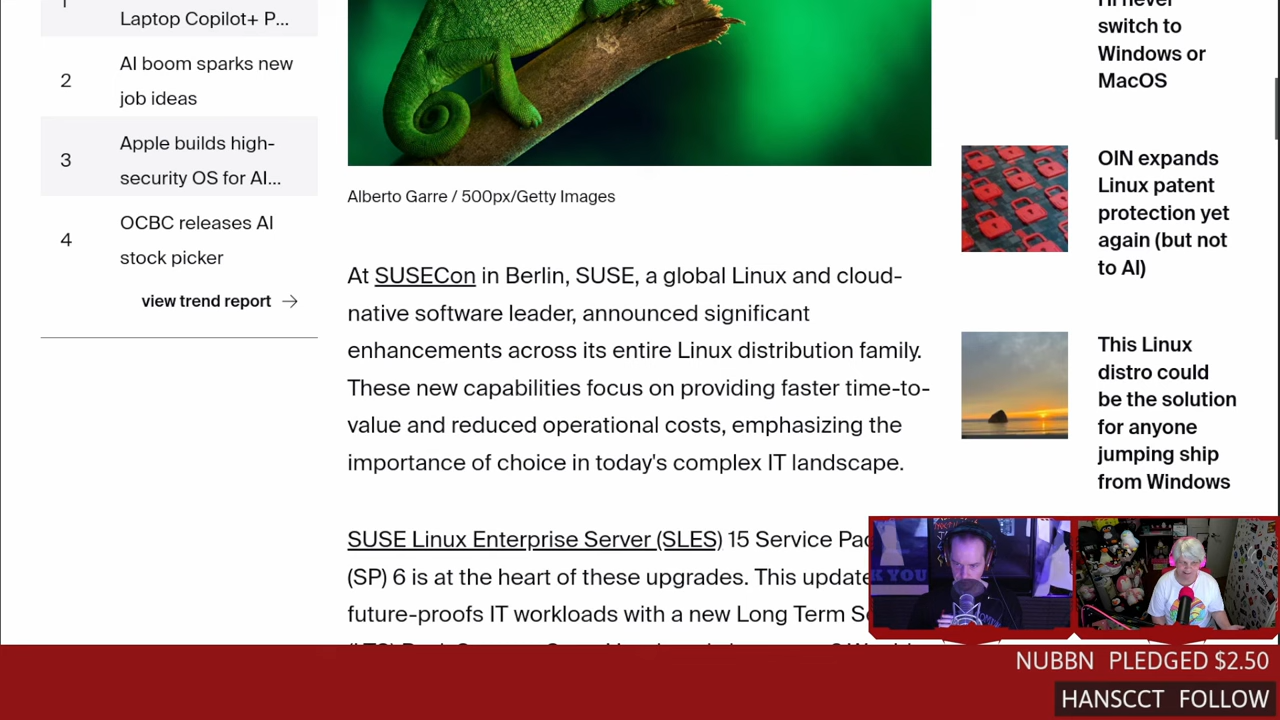 1
Laptop Copilot+ P...
2
AI boom sparks new
job ideas
3
Apple builds high-
security OS for AI...
4
OCBC releases AI
stock picker
view trend report
Alberto Garre / 500px/Getty Images
At SUSECon in Berlin, SUSE, a global Linux and cloud-
native software leader, announced significant
enhancements across its entire Linux distribution family.
These new capabilities focus on providing faster time-to-
value and reduced operational costs, emphasizing the
importance of choice in today's complex IT landscape.
SUSE Linux Enterprise Server (SLES) 15 Service Pac
(SP) 6 is at the heart of these upgrades. This update
future-proofs IT workloads with a new Long Term S
switch to
Windows or
MacOS
OIN expands
Linux patent
protection yet
again (but not
to AI)
This Linux
distro could
be the solution
for anyone
jumping ship
from Windows
K YOU
NUBBN PLEDGED $2.50
HANSCCT FOLLOW